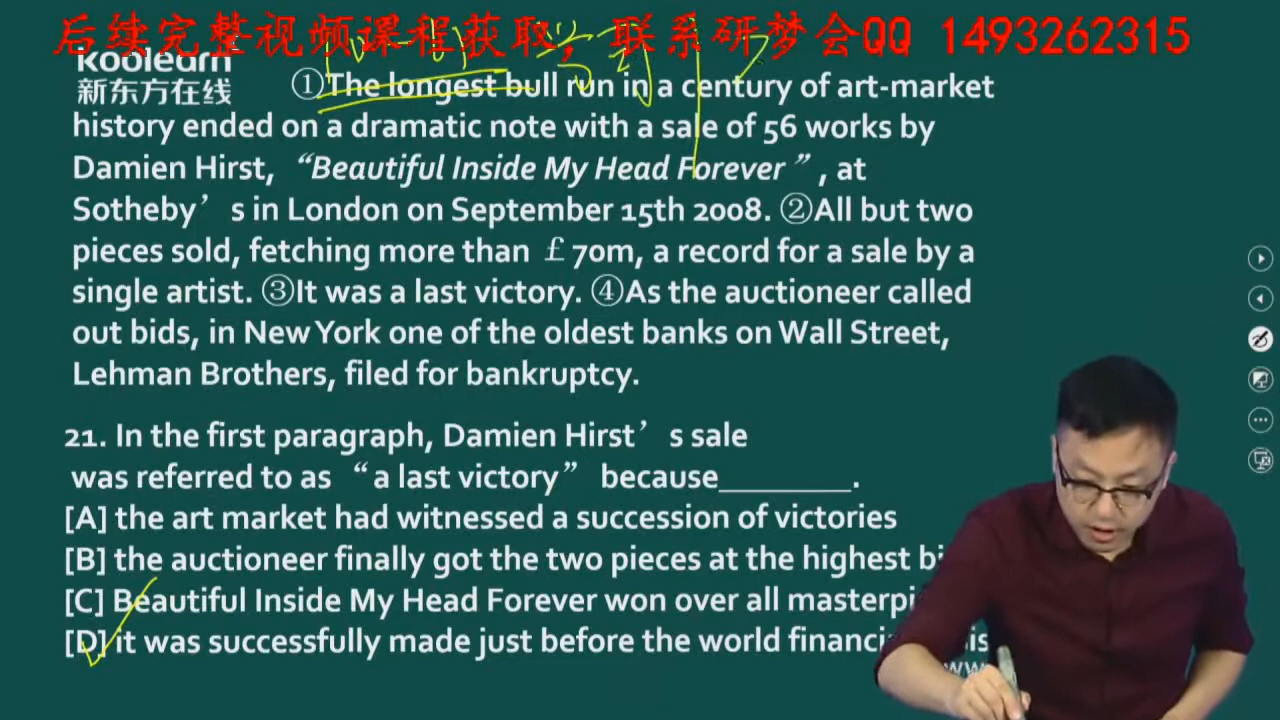 后续完整视频课程获取，联系研梦会QQ 1493262315
koolearn
新东方在线
①The longest bull run in a century of art-market
history ended on a dramatic note with a sale of 56 works by
Damien Hirst, “Beautiful Inside My Head Forever ”, at
Sotheby’s in London on September 15th 2008. ②All but two
pieces sold, fetching more than £70m, a record for a sale by a
single artist. ③It was a last victory. ④As the auctioneer called
out bids, in New York one of the oldest banks on Wall Street,
Lehman Brothers, filed for bankruptcy.
21. In the first paragraph, Damien Hirst’s sale
was referred to as “a last victory” because________.
[A] the art market had witnessed a succession of victories
[B] the auctioneer finally got the two pieces at the highest
[C] Beautiful Inside My Head Forever won over all
[D] it was successfully made just before the world